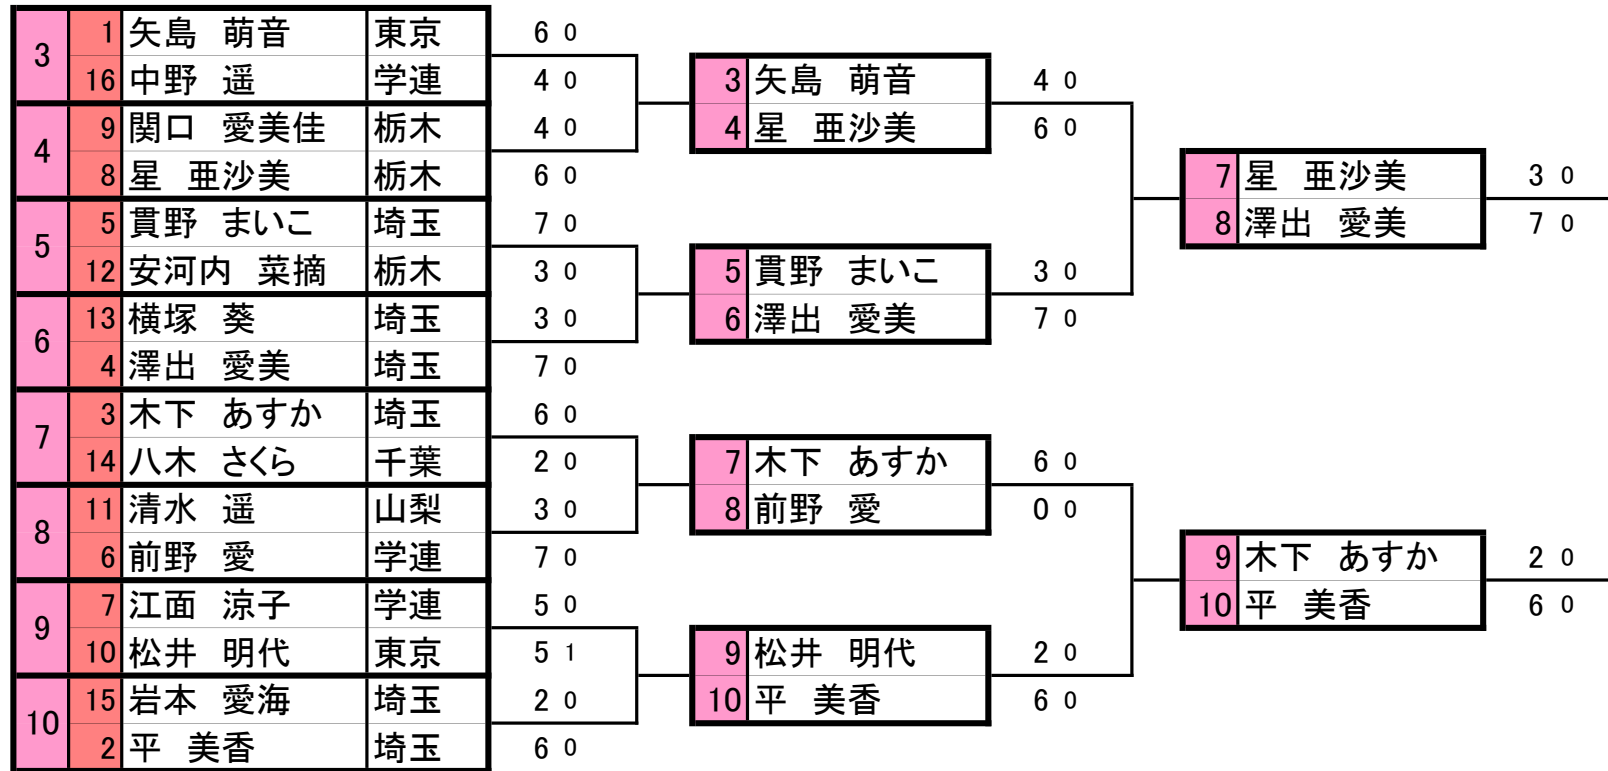 3 1 矢島 萌音 東京 6 0
16 中野 遥 学連 4 0 3 矢島 萌音 4 0
4 9 関口 愛美佳 栃木 4 0 4 星 亜沙美 6 0
8 星 亜沙美 栃木 6 0 7 星 亜沙美 3 0
5 5 貫野 まいこ 埼玉 7 0 8 澤出 愛美 7 0
12 安河内 菜摘 栃木 3 0 5 貫野 まいこ 3 0
6 13 横塚 葵 埼玉 3 0 6 澤出 愛美 7 0
4 澤出 愛美 埼玉 7 0
7 3 木下 あすか 埼玉 6 0
14 八木 さくら 千葉 2 0 7 木下 あすか 6 0
8 11 清水 遥 山梨 3 0 8 前野 愛 0 0
6 前野 愛 学連 7 0 9 木下 あすか 2 0
9 7 江面 涼子 学連 5 0 10 平 美香 6 0
10 松井 明代 東京 5 1 9 松井 明代 2 0
10 15 岩本 愛海 埼玉 2 0 10 平 美香 6 0
2 平 美香 埼玉 6 0